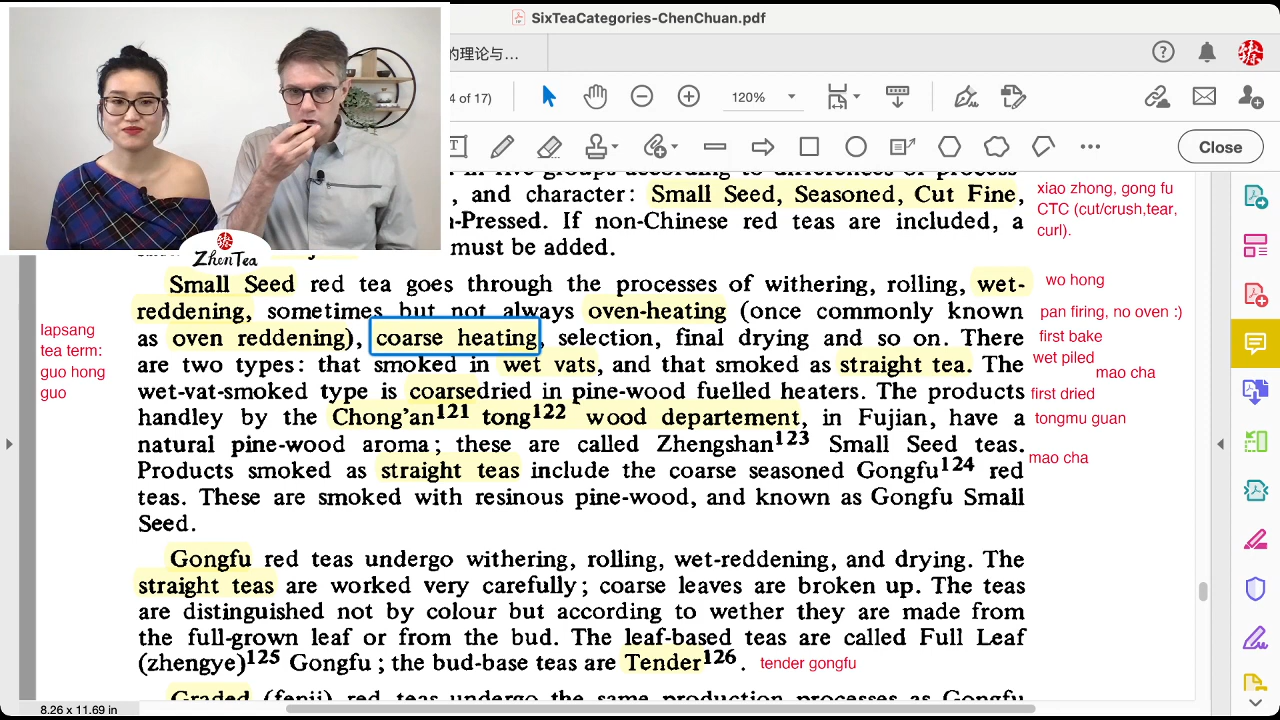 SixTeaCategories-ChenChuan.pdf
的理论与...
4 of 17)
120%
T
Close
, and character: Small Seed, Seasoned, Cut Fine,
-Pressed. If non-Chinese red teas are included, a
must be added.
xiao zhong, gong fu
CTC (cut/crush,tear,
curl).
ZhenTea
Small Seed red tea goes through the processes of withering, rolling, wet-
reddening, sometimes but not always oven-heating (once commonly known
as oven reddening), coarse heating, selection, final drying and so on. There
are two types: that smoked in wet vats, and that smoked as straight tea. The
wet-vat-smoked type is coarsedried in pine-wood fuelled heaters. The products
handley by the Chong'an121 tong122 wood departement, in Fujian, have a
natural pine-wood aroma; these are called Zhengshan123 Small Seed teas.
Products smoked as straight teas include the coarse seasoned Gongfu124 red
teas. These are smoked with resinous pine-wood, and known as Gongfu Small
Seed.
lapsang
tea term:
guo hong
guo
wo hong
pan firing, no oven :)
first bake
wet piled
mao cha
first dried
tongmu guan
mao cha
Gongfu red teas undergo withering, rolling, wet-reddening, and drying. The
straight teas are worked very carefully; coarse leaves are broken up. The teas
are distinguished not by colour but according to wether they are made from
the full-grown leaf or from the bud. The leaf-based teas are called Full Leaf
(zhengye)125 Gongfu; the bud-base teas are Tender126.
tender gongfu
Graded (fenji) red teas undergo the same production processes as Gongfu
8.26 x 11.69 in